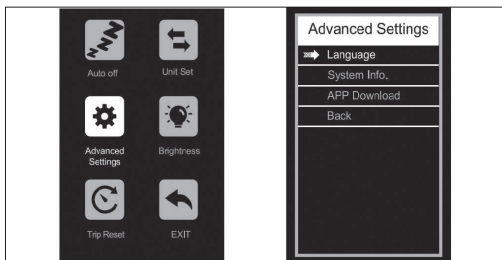 Auto off
Unit Set
Advanced
Settings
Brightness
Trip Reset
EXIT
Advanced Settings
Language
System Info.
APP Download
Back